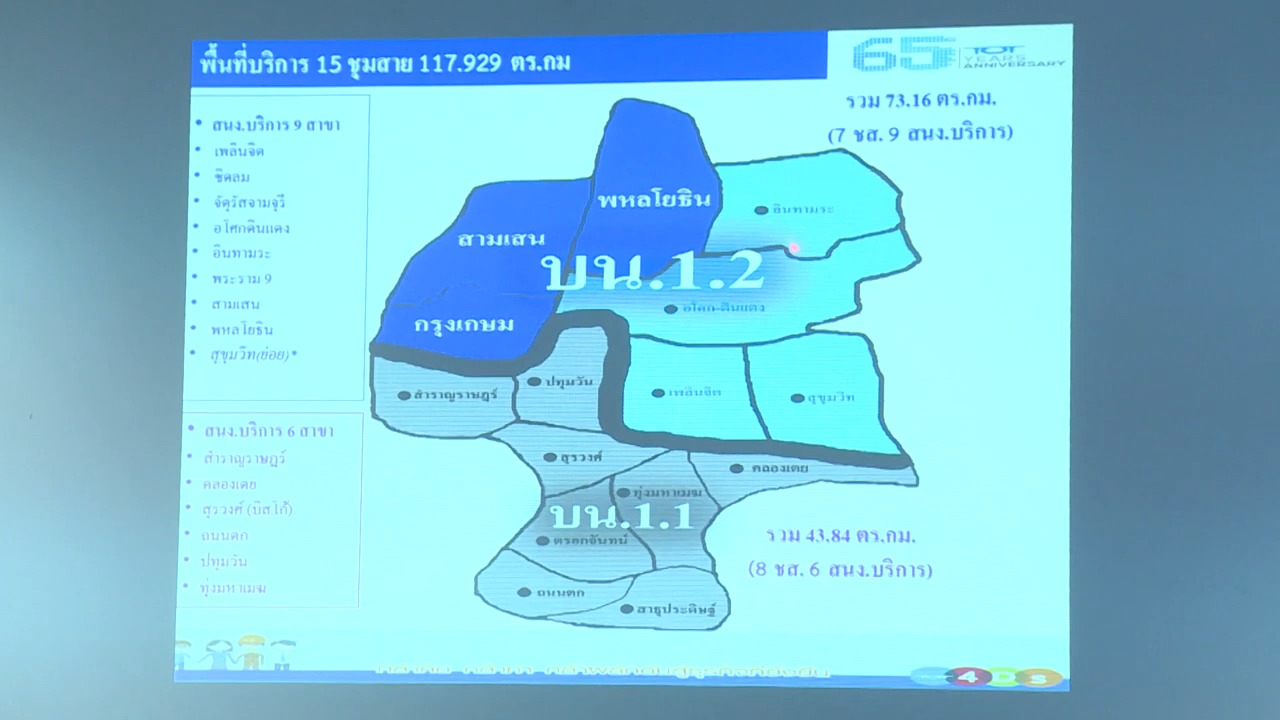 พื้นที่บริการ 15 ชุมสาย 117.929 ตร.กม
65 TOT YEARS ANNIVERSARY
รวม 73.16 ตร.กม.
(7 ชส. 9 สนง.บริการ)
• สนง.บริการ 9 สาขา
• เพลินจิต
• ชิดลม
• จัตุรัสจามจุรี
• อโศกดินแดง
• อินทามระ
• พระราม 9
• สามเสน
• พหลโยธิน
• สุขุมวิท(ย่อย)*
• สนง.บริการ 6 สาขา
• สำราญราษฎร์
• คลองเตย
• สุรวงศ์ (บิสโก้)
• ถนนตก
• ปทุมวัน
• ทุ่งมหาเมฆ
พหลโยธิน
อินทามระ
สามเสน
บน.1.2
อโศก-ดินแดง
กรุงเกษม
ปทุมวัน
สำราญราษฎร์
เพลินจิต
สุขุมวิท
สุรวงศ์
คลองเตย
ทุ่งมหาเมฆ
บน.1.1
ตรอกจันทน์
ถนนตก
สาธุประดิษฐ์
รวม 43.84 ตร.กม.
(8 ชส. 6 สนง.บริการ)
4Ds